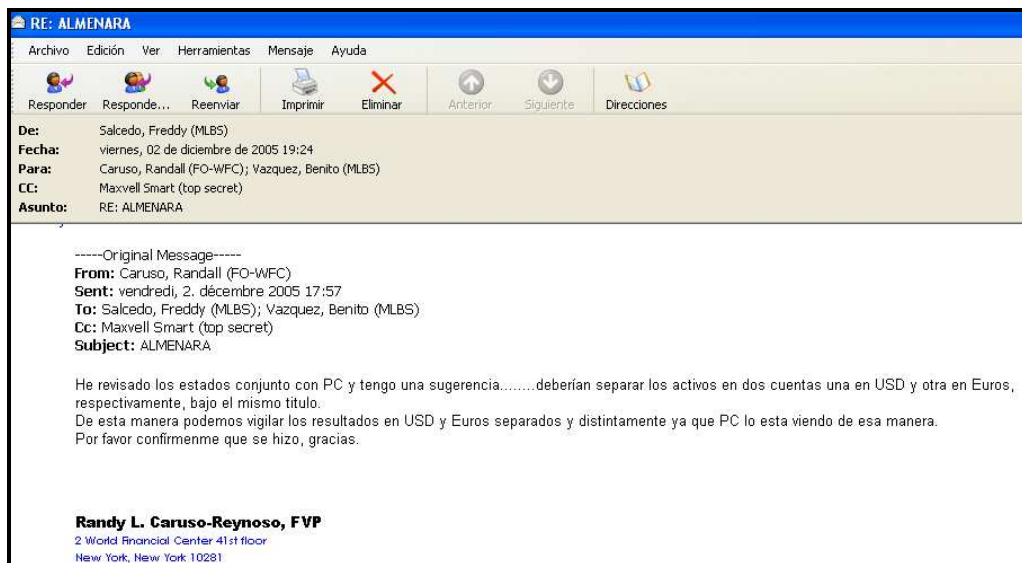 RE: ALMENARA
Archivo Edición Ver Herramientas Mensaje Ayuda
Responder Responde... Reenviar Imprimir Eliminar Anterior Siguiente Direcciones
De: Salcedo, Freddy (MLBS)
Fecha: viernes, 02 de diciembre de 2005 19:24
Para: Caruso, Randall (FO-WFC); Vazquez, Benito (MLBS)
CC: Maxvell Smart (top secret)
Asunto: RE: ALMENARA
-----Original Message-----
From: Caruso, Randall (FO-WFC)
Sent: vendredi, 2. décembre 2005 17:57
To: Salcedo, Freddy (MLBS); Vazquez, Benito (MLBS)
Cc: Maxvell Smart (top secret)
Subject: ALMENARA
He revisado los estados conjunto con PC y tengo una sugerencia........deberían separar los activos en dos cuentas una en USD y otra en Euros,
respectivamente, bajo el mismo titulo.
De esta manera podemos vigilar los resultados en USD y Euros separados y distintamente ya que PC lo esta viendo de esa manera.
Por favor confírmenme que se hizo, gracias.
Randy L. Caruso-Reynoso, FVP
2 World Financial Center 41st floor
New York, New York 10281